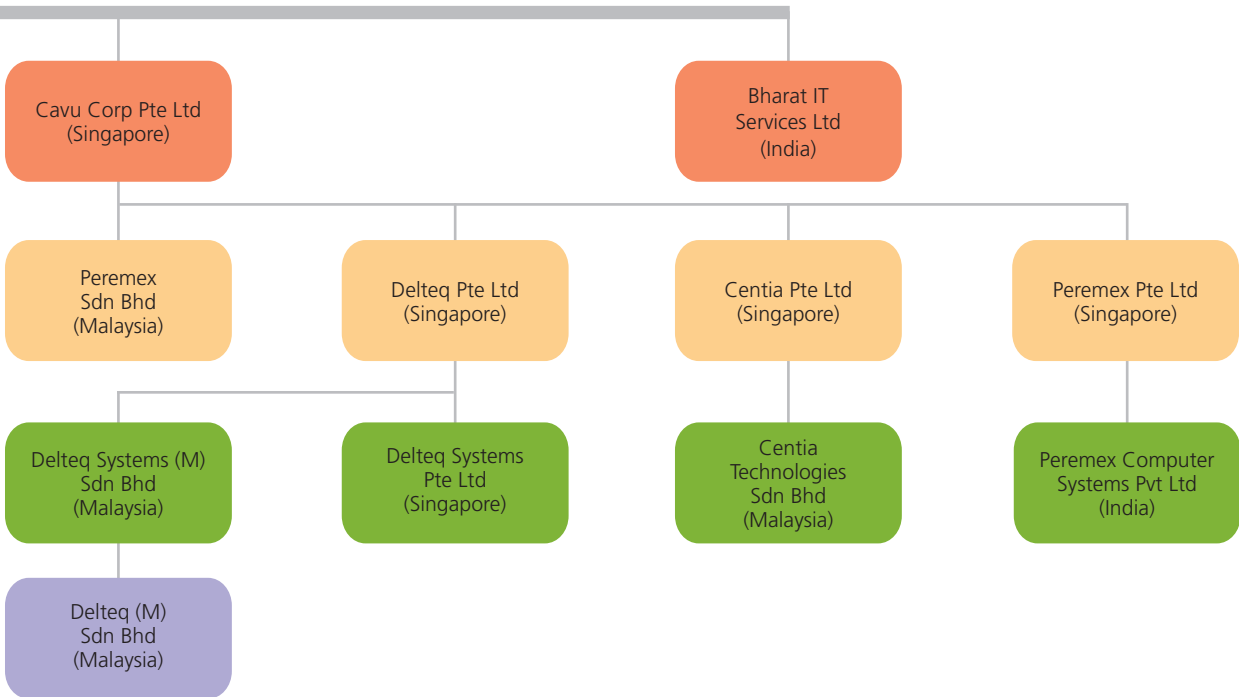 Cavu Corp Pte Ltd
(Singapore)
Bharat IT
Services Ltd
(India)
Peremex
Sdn Bhd
(Malaysia)
Delteq Pte Ltd
(Singapore)
Centia Pte Ltd
(Singapore)
Peremex Pte Ltd
(Singapore)
Delteq Systems (M)
Sdn Bhd
(Malaysia)
Delteq Systems
Pte Ltd
(Singapore)
Centia
Technologies
Sdn Bhd
(Malaysia)
Peremex Computer
Systems Pvt Ltd
(India)
Delteq (M)
Sdn Bhd
(Malaysia)